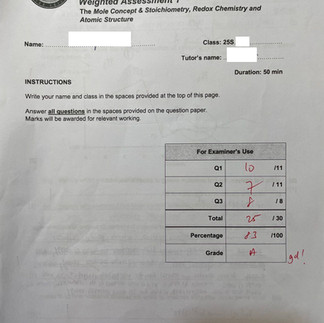 Weighted Assessment 1
The Mole Concept & Stoichiometry, Redox Chemistry and
Atomic Structure
Name:
Class: 25S
Tutor's name:
Duration: 50 min
INSTRUCTIONS
Write your name and class in the spaces provided at the top of this page.
Answer all questions in the spaces provided on the question paper.
Marks will be awarded for relevant working.
For Examiner's Use
Q1 10 /11
Q2 7 / 11
Q3 8 / 8
Total 25 / 30
Percentage 83 /100
Grade A
gd!